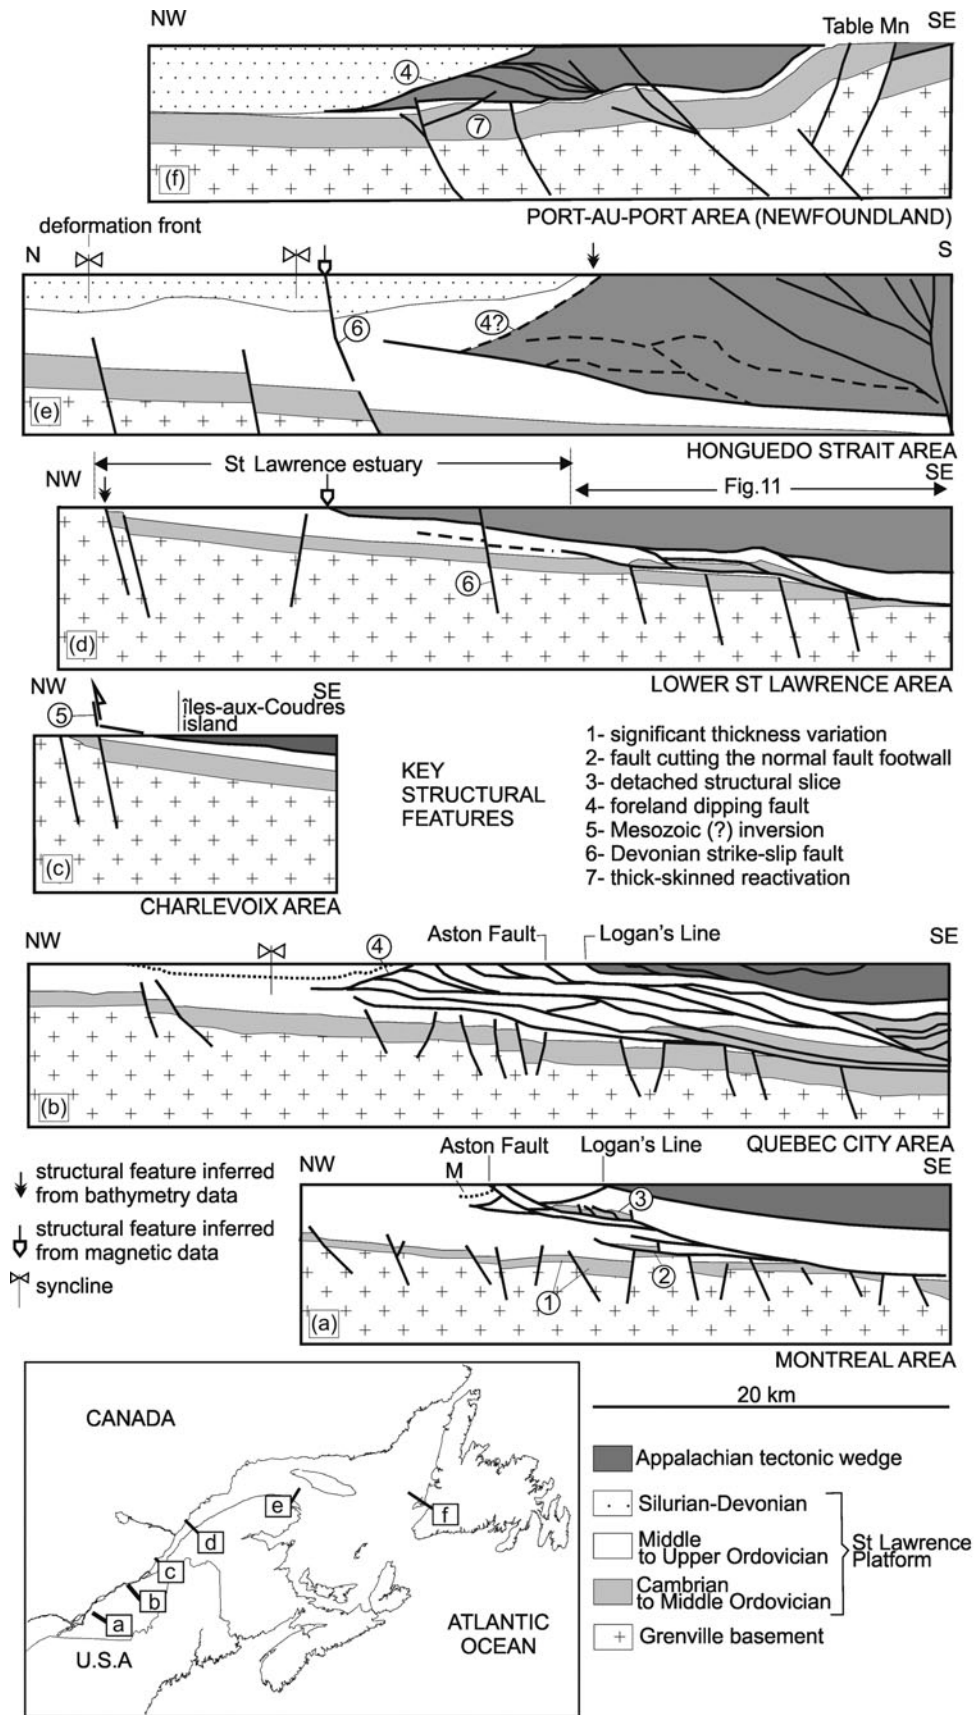 NW
Table Mn
SE
4
7
(f)
PORT-AU-PORT AREA (NEWFOUNDLAND)
deformation front
N
S
6
4?
(e)
HONGUEDO STRAIT AREA
NW
St Lawrence estuary
SE
Fig.11
6
(d)
LOWER ST LAWRENCE AREA
NW
SE
5
îles-aux-Coudres
island
(c)
CHARLEVOIX AREA
KEY
STRUCTURAL
FEATURES
1- significant thickness variation
2- fault cutting the normal fault footwall
3- detached structural slice
4- foreland dipping fault
5- Mesozoic (?) inversion
6- Devonian strike-slip fault
7- thick-skinned reactivation
NW
4
Aston Fault
Logan's Line
SE
(b)
QUEBEC CITY AREA
structural feature inferred
from bathymetry data
structural feature inferred
from magnetic data
syncline
NW
Aston Fault
Logan's Line
SE
M
3
2
1
(a)
MONTREAL AREA
20 km
CANADA
e
f
d
c
b
a
U.S.A
ATLANTIC
OCEAN
Appalachian tectonic wedge
Silurian-Devonian
Middle
to Upper Ordovician
Cambrian
to Middle Ordovician
St Lawrence
Platform
Grenville basement